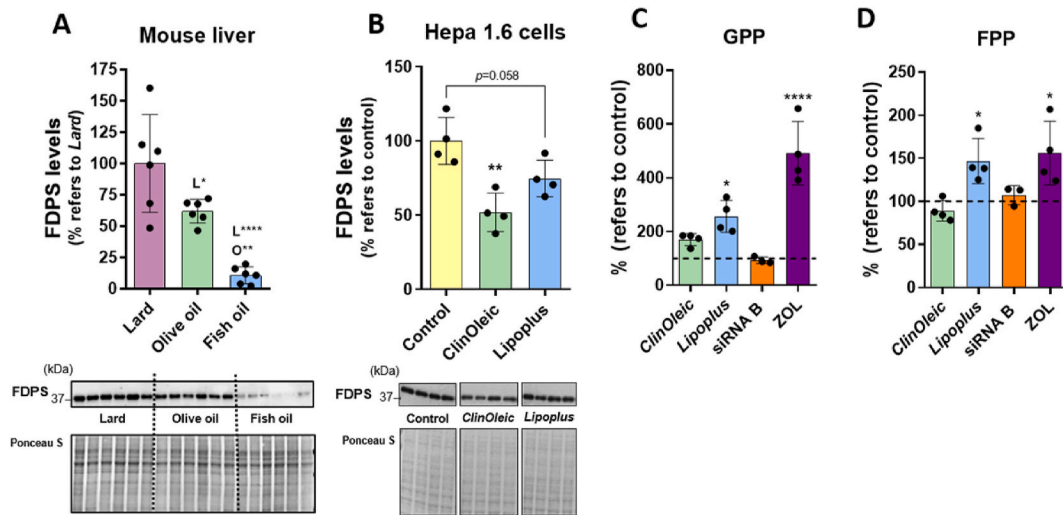 A
Mouse liver
FDPS levels
(% refers to Lard)
175
150
125
100
75
50
25
0
L*
L****
O**
Lard
Olive oil
Fish oil
(kDa)
FDPS
37
Lard
Olive oil
Fish oil
Ponceau S
B
Hepa 1.6 cells
FDPS levels
(% refers to control)
150
100
50
0
p=0.058
**
Control
ClinOleic
Lipoplus
(kDa)
FDPS
37
Control
ClinOleic
Lipoplus
Ponceau S
C
GPP
% (refers to control)
800
600
400
200
0
*
****
ClinOleic
Lipoplus
siRNA B
ZOL
D
FPP
% (refers to control)
250
200
150
100
50
0
*
*
ClinOleic
Lipoplus
siRNA B
ZOL